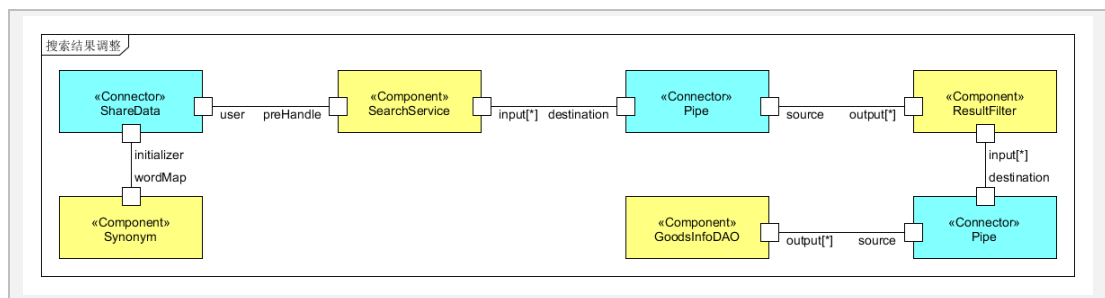 搜索结果调整
«Connector»
ShareData
user
preHandle
«Component»
SearchService
input[*]
destination
«Connector»
Pipe
source
output[*]
«Component»
ResultFilter
initializer
wordMap
input[*]
destination
«Component»
Synonym
«Component»
GoodsInfoDAO
output[*]
source
«Connector»
Pipe